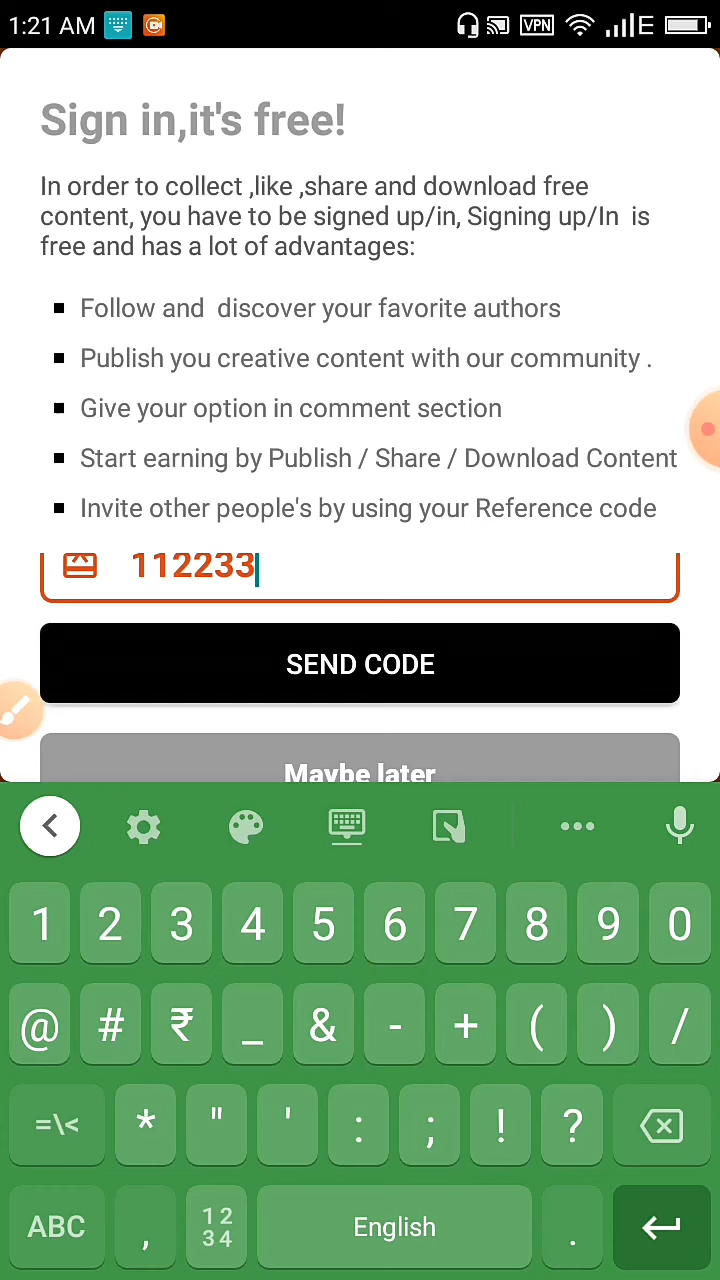 1:21 AM VPN E
Sign in,it's free!
In order to collect ,like ,share and download free
content, you have to be signed up/in, Signing up/In is
free and has a lot of advantages:
Follow and discover your favorite authors
Publish you creative content with our community .
Give your option in comment section
Start earning by Publish / Share / Download Content
Invite other people's by using your Reference code
112233
SEND CODE
Maybe later
1 2 3 4 5 6 7 8 9 0
@ # ₹ _ & - + ( ) /
=\< * " ' : ; ! ?
ABC , 1 2 3 4 English .